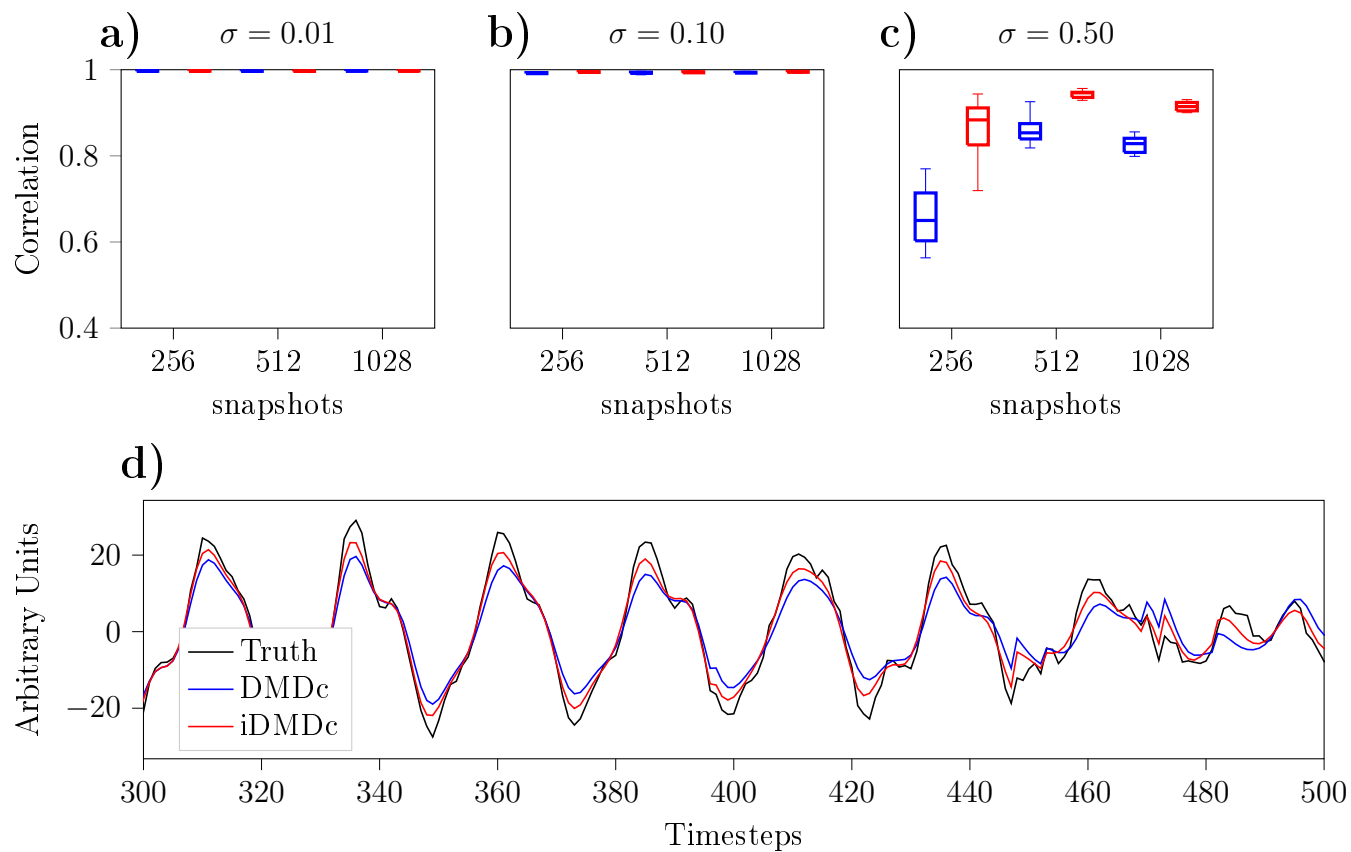 a) σ = 0.01
b) σ = 0.10
c) σ = 0.50
1
0.8
0.6
0.4
Correlation
256 512 1028
256 512 1028
256 512 1028
snapshots
snapshots
snapshots
d)
20
0
−20
Arbitrary Units
Truth
DMDc
iDMDc
300 320 340 360 380 400 420 440 460 480 500
Timesteps